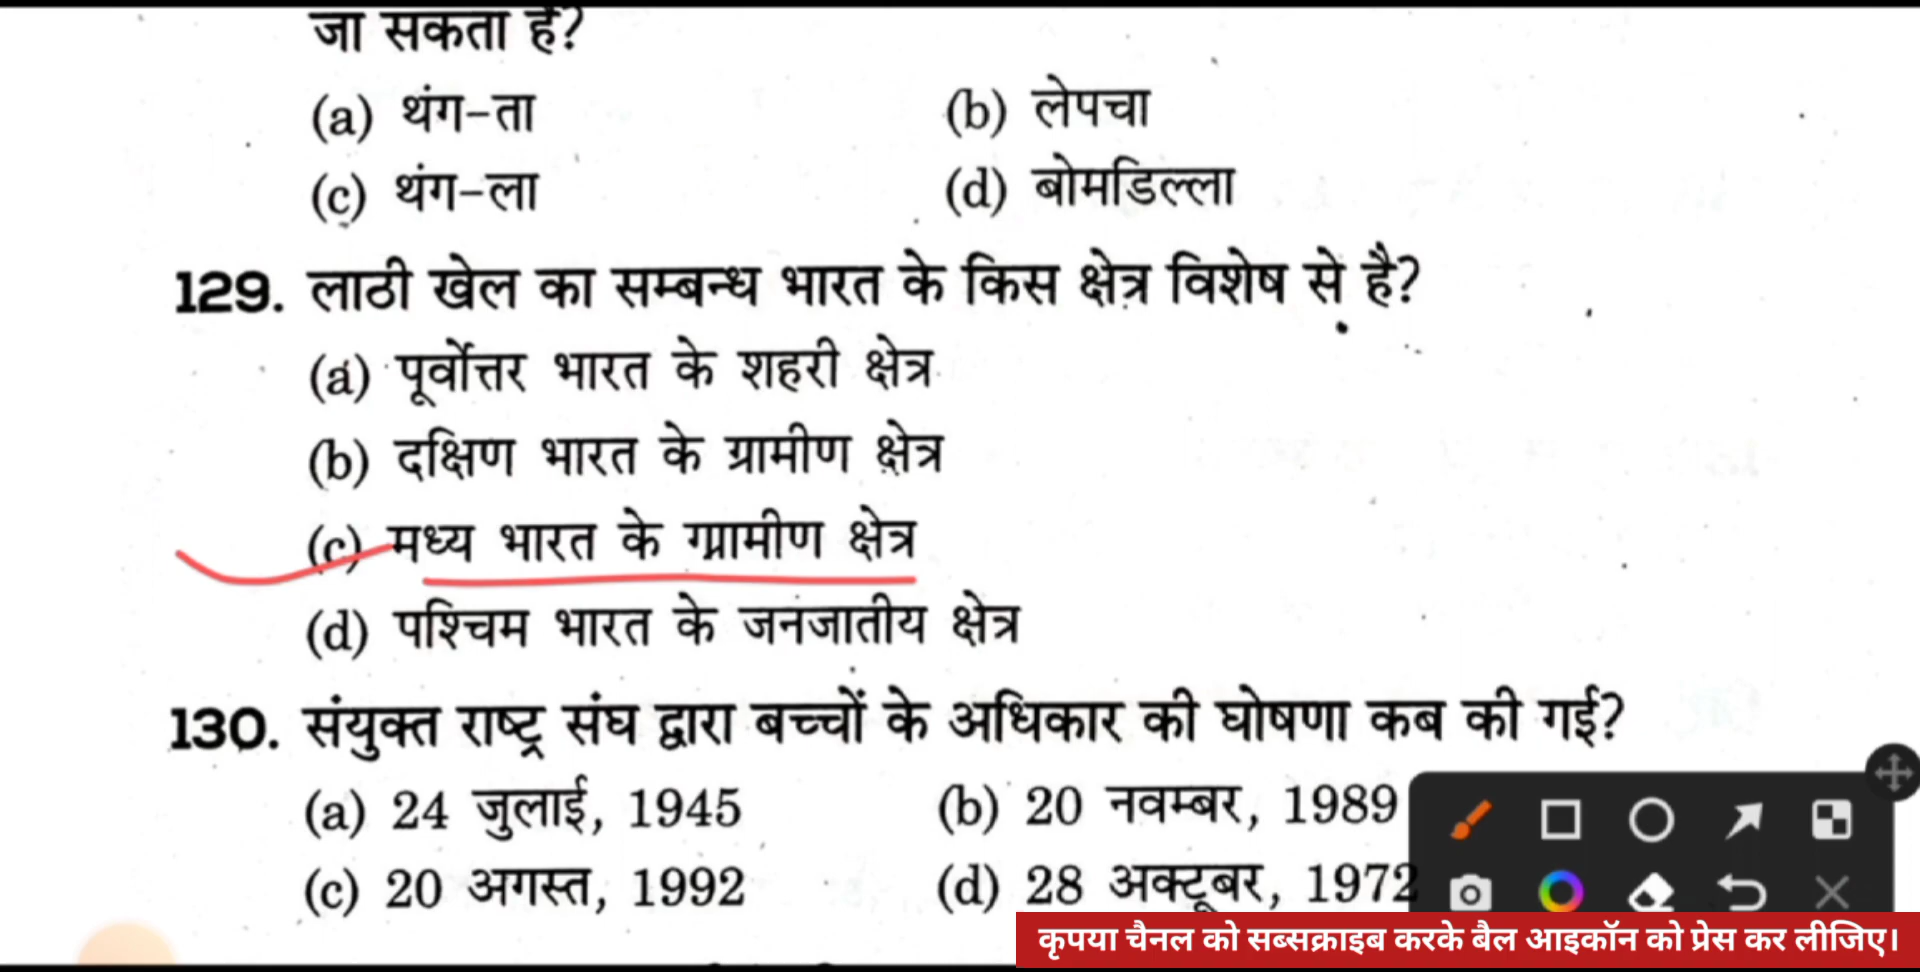 जा सकता है?
(a) थंग-ता (b) लेपचा
(c) थंग-ला (d) बोमडिल्ला
129. लाठी खेल का सम्बन्ध भारत के किस क्षेत्र विशेष से है?
(a) पूर्वोत्तर भारत के शहरी क्षेत्र
(b) दक्षिण भारत के ग्रामीण क्षेत्र
(c) मध्य भारत के ग्रामीण क्षेत्र
(d) पश्चिम भारत के जनजातीय क्षेत्र
130. संयुक्त राष्ट्र संघ द्वारा बच्चों के अधिकार की घोषणा कब की गई?
(a) 24 जुलाई, 1945 (b) 20 नवम्बर, 1989
(c) 20 अगस्त, 1992 (d) 28 अक्टूबर, 1972
कृपया चैनल को सब्सक्राइब करके बैल आइकॉन को प्रेस कर लीजिए।